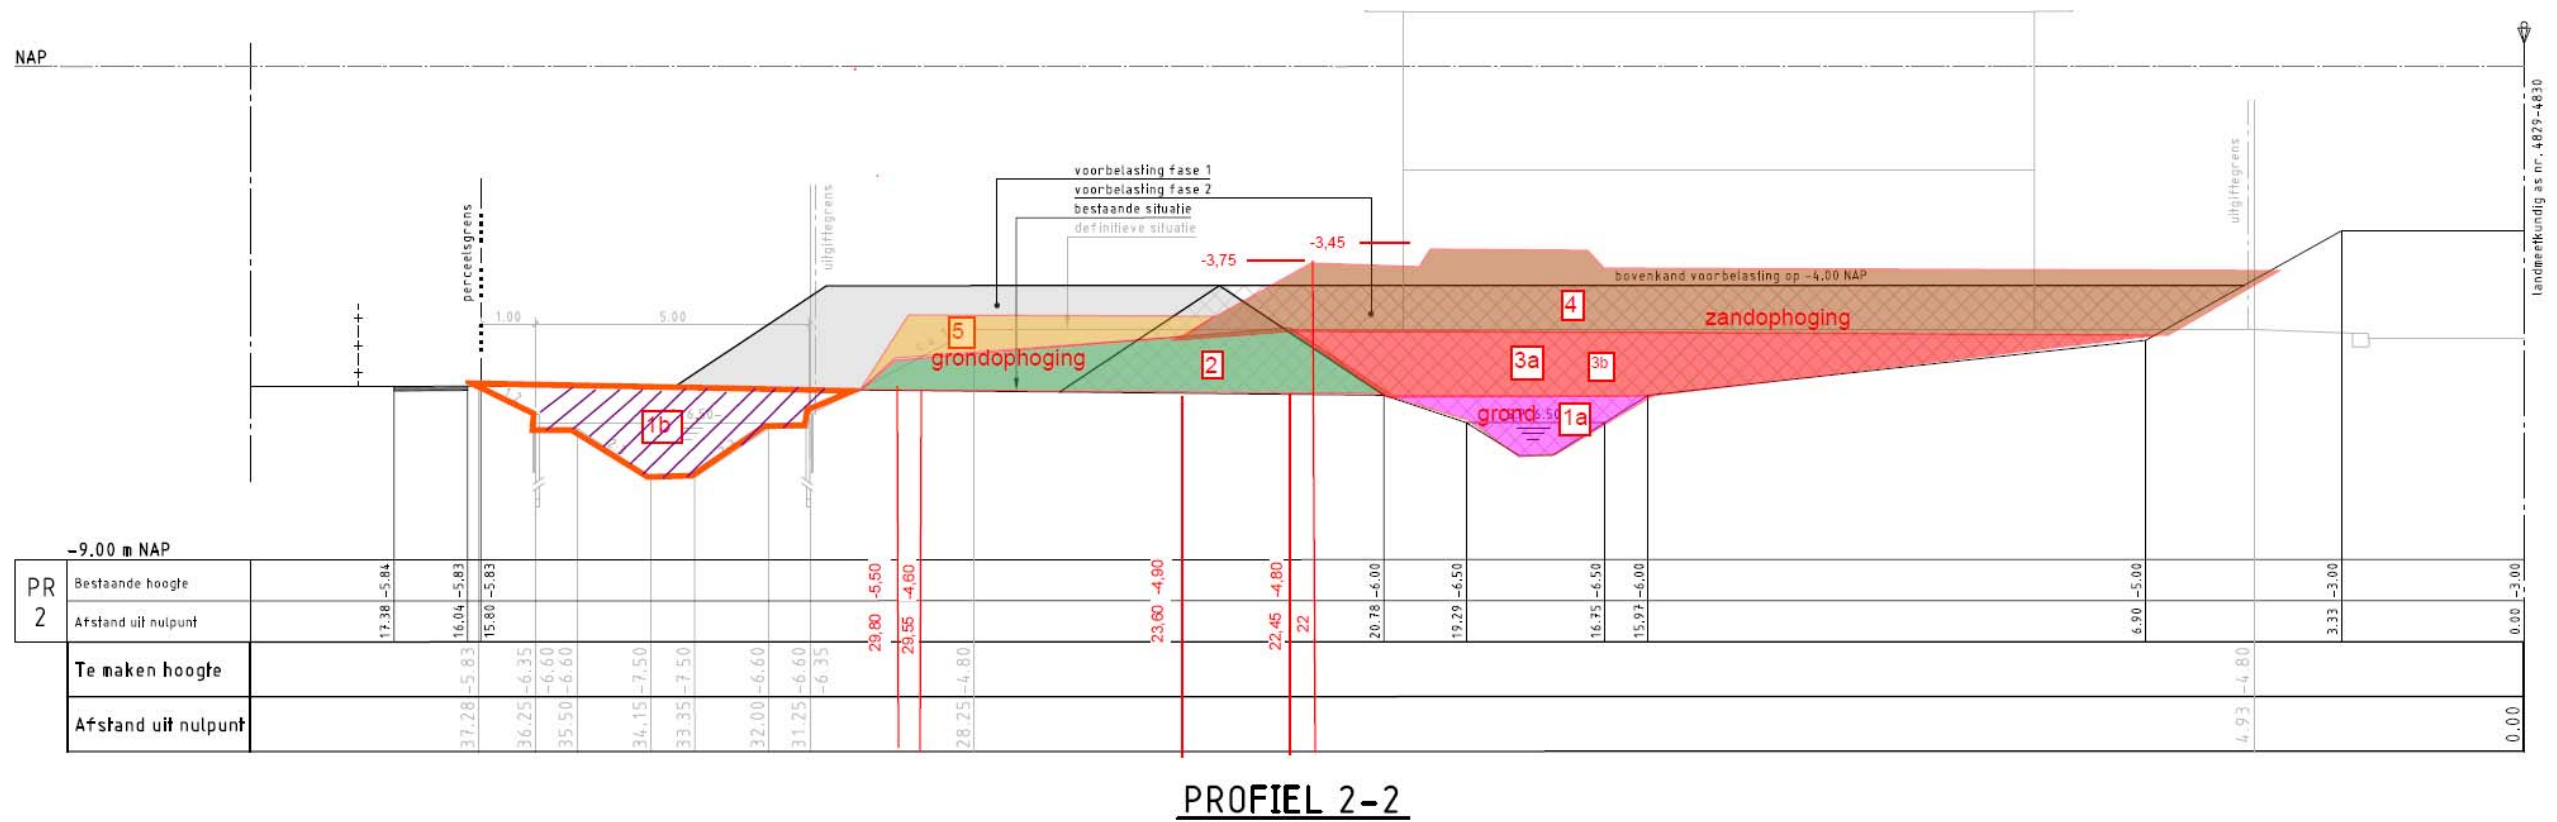 NAP
landmeetkundig as nr. 4829-4830
uitgiftegrens
voorbelasting fase 1
voorbelasting fase 2
bestaande situatie
definitieve situatie
perceelsgrens
uitgiftegrens
-3,45
-3,75
bovenkand voorbelasting op -4,00 NAP
1.00
5.00
4
zandophoging
5
grondophoging
2
3a
3b
1b
6.50
grond
6.50
1a
-9.00 m NAP
PR 2
Bestaande hoogte
-5.84
-5.83
-5.83
-5,50
-4,60
-4,90
-4,80
-6.00
-6.50
-6.50
-6.00
-5.00
-3.00
-3.00
Afstand uit nulpunt
17.38
16.04
15.80
29,80
29,55
23,60
22,45
22
20.78
19.29
16.75
15.97
6.90
3.33
0.00
Te maken hoogte
-5.83
-6.35
-6.60
-6.60
-7.50
-7.50
-6.60
-6.60
-6.35
-4.80
-4.80
Afstand uit nulpunt
37.28
36.25
35.50
34.15
33.35
32.00
31.25
28.25
4.93
0.00
PROFIEL 2-2